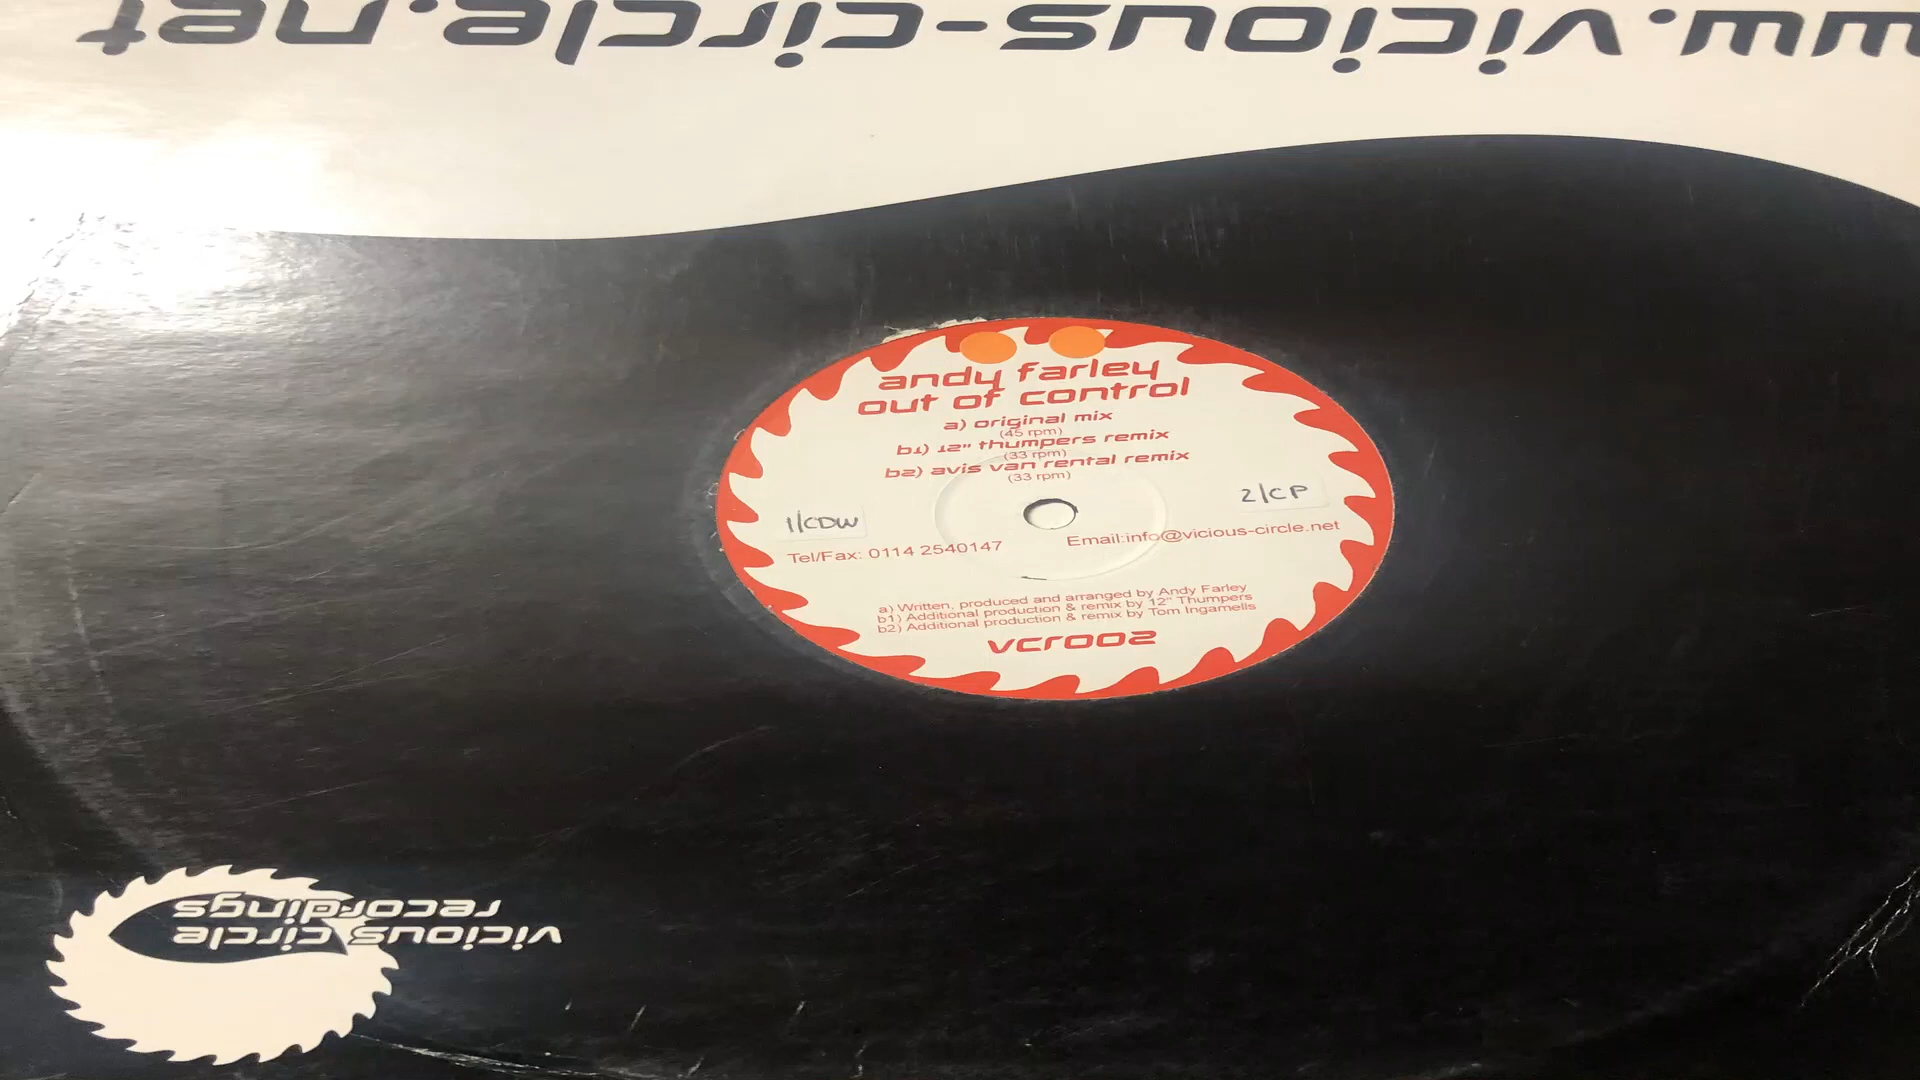 www.vicious-circle.net
andy farley
out of control
a) original mix
(45 rpm)
b1) 12" thumpers remix
(33 rpm)
b2) avis van rental remix
(33 rpm)
1/CDW
2/CP
Tel/Fax: 0114 2540147
Email:info@vicious-circle.net
a) Written, produced and arranged by Andy Farley
b1) Additional production & remix by 12" Thumpers
b2) Additional production & remix by Tom Ingamells
vcr002
vicious circle
recordings